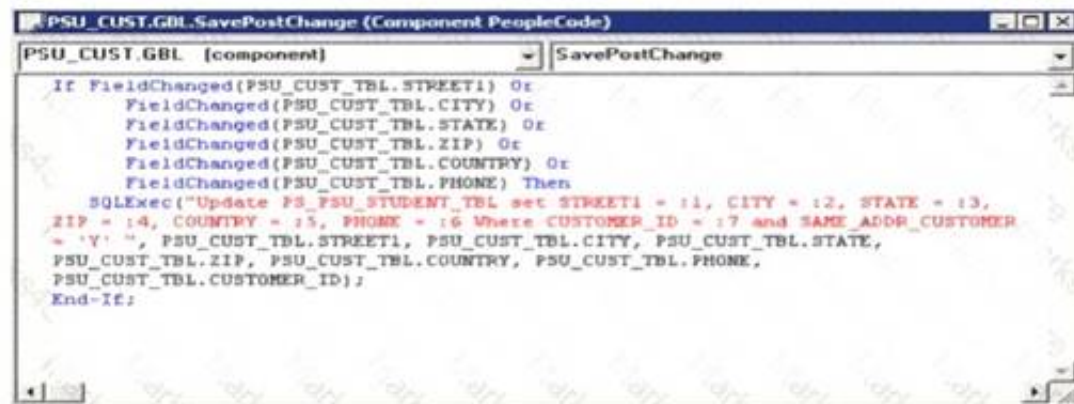 PSU_CUST.GBL.SavePostChange (Component PeopleCode)
PSU_CUST.GBL (component) SavePostChange
If FieldChanged(PSU_CUST_TBL.STREET1) Or
FieldChanged(PSU_CUST_TBL.CITY) Or
FieldChanged(PSU_CUST_TBL.STATE) Or
FieldChanged(PSU_CUST_TBL.ZIP) Or
FieldChanged(PSU_CUST_TBL.COUNTRY) Or
FieldChanged(PSU_CUST_TBL.PHONE) Then
SQLExec("Update PS_PSU_STUDENT_TBL set STREET1 = :1, CITY = :2, STATE = :3,
ZIP = :4, COUNTRY = :5, PHONE = :6 Where CUSTOMER_ID = :7 and SAME_ADDR_CUSTOMER
= 'Y' ", PSU_CUST_TBL.STREET1, PSU_CUST_TBL.CITY, PSU_CUST_TBL.STATE,
PSU_CUST_TBL.ZIP, PSU_CUST_TBL.COUNTRY, PSU_CUST_TBL.PHONE,
PSU_CUST_TBL.CUSTOMER_ID);
End-If;